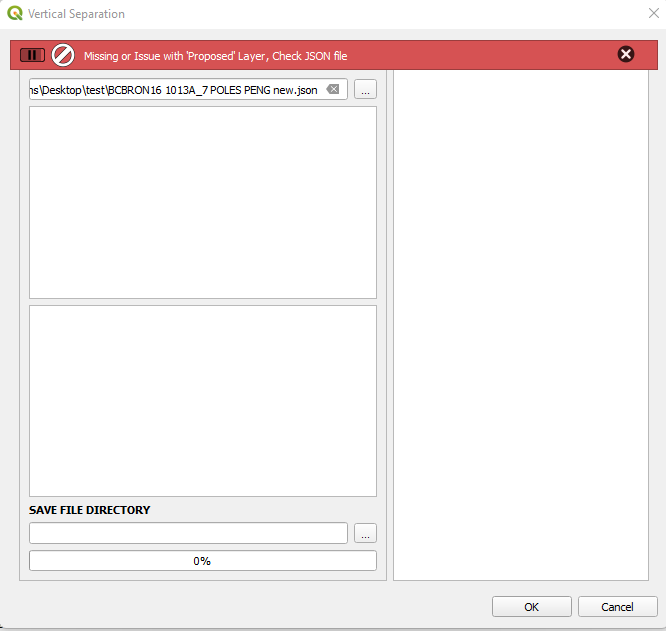 Vertical Separation
Missing or Issue with 'Proposed' Layer, Check JSON file
ns\Desktop\test\BCBRON16 1013A_7 POLES PENG new.json
...
SAVE FILE DIRECTORY
...
0%
OK Cancel